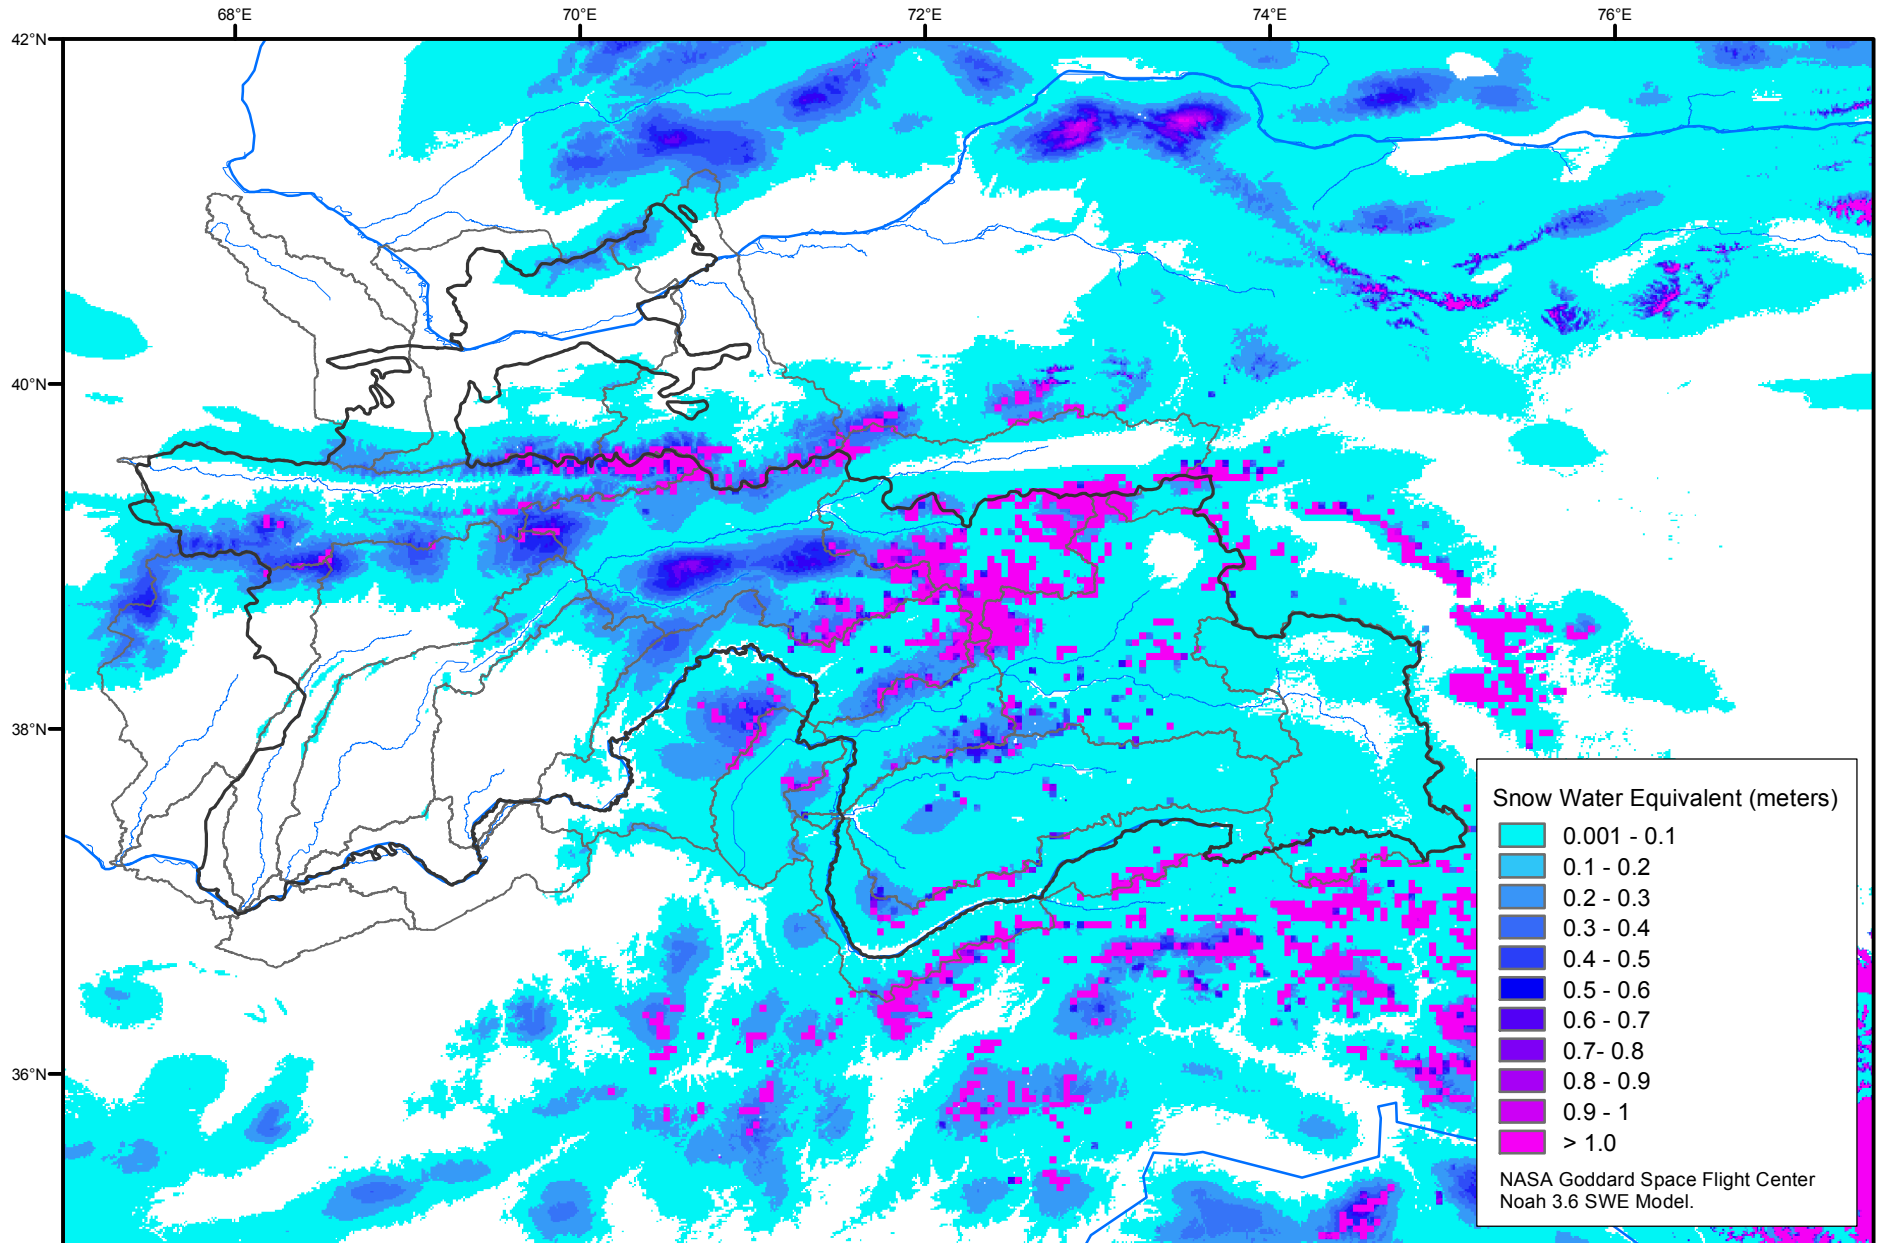 68°E 70°E 72°E 74°E 76°E
42°N
40°N
38°N
36°N
Snow Water Equivalent (meters)
0.001 - 0.1
0.1 - 0.2
0.2 - 0.3
0.3 - 0.4
0.4 - 0.5
0.5 - 0.6
0.6 - 0.7
0.7- 0.8
0.8 - 0.9
0.9 - 1
> 1.0
NASA Goddard Space Flight Center
Noah 3.6 SWE Model.